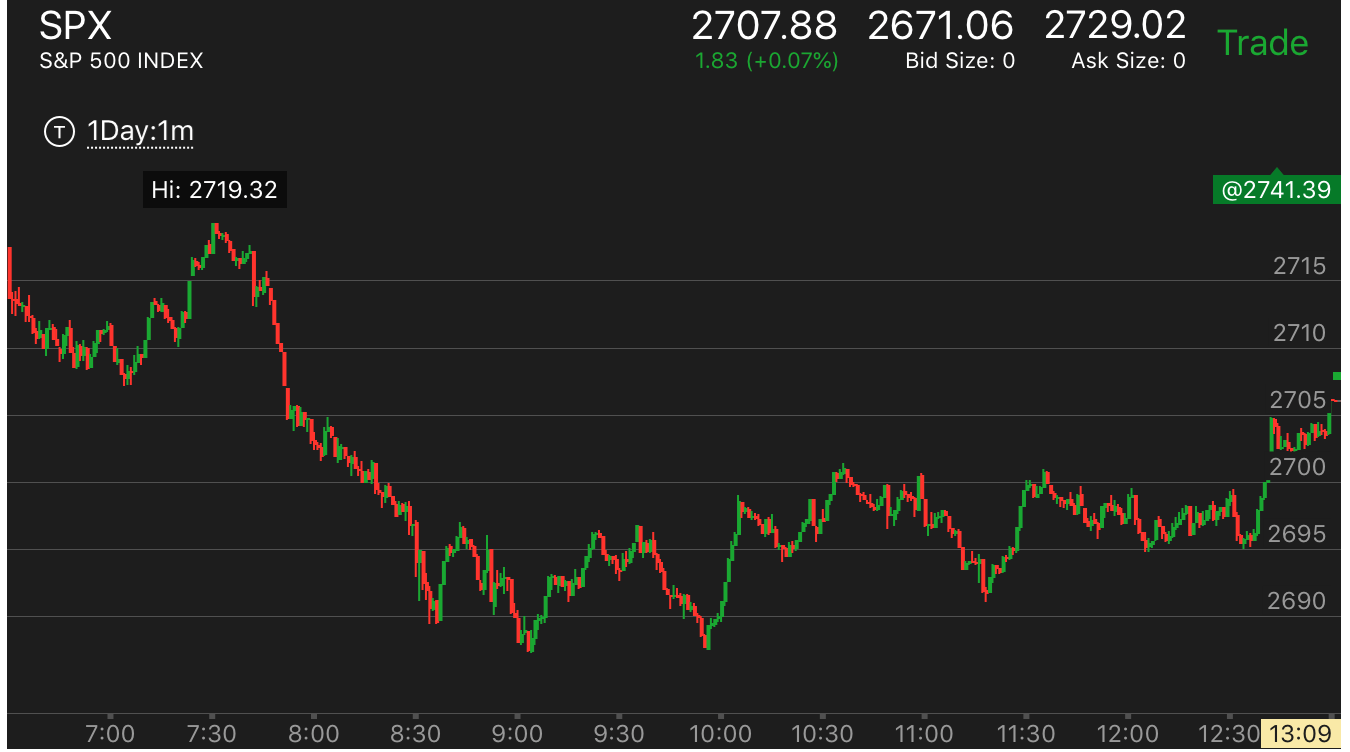 SPX 2707.88 2671.06 2729.02 Trade
S&P 500 INDEX 1.83 (+0.07%) Bid Size: 0 Ask Size: 0
T 1Day:1m
Hi: 2719.32 @2741.39
2715
2710
2705
2700
2695
2690
7:00 7:30 8:00 8:30 9:00 9:30 10:00 10:30 11:00 11:30 12:00 12:30 13:09